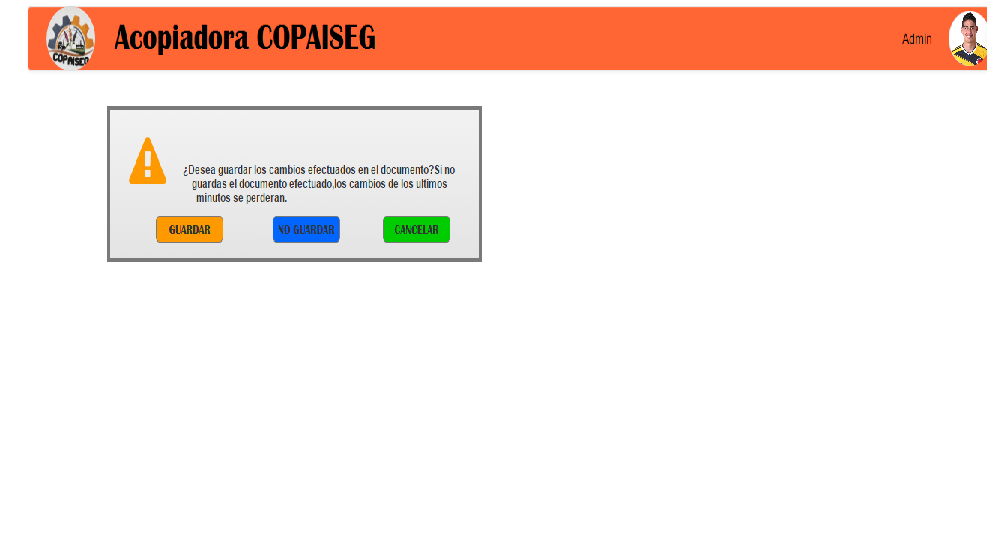 COPAISEG
Acopiadora COPAISEG
Admin
¿Desea guardar los cambios efectuados en el documento?Si no
guardas el documento efectuado,los cambios de los ultimos
minutos se perderan.
GUARDAR
NO GUARDAR
CANCELAR